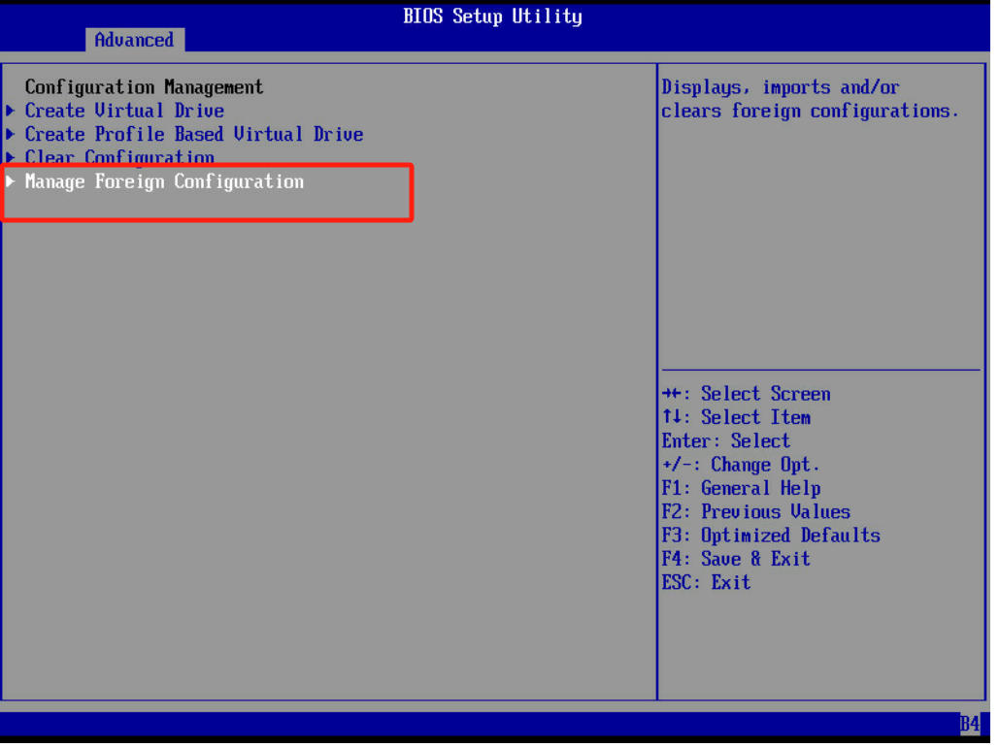 BIOS Setup Utility
Advanced
Configuration Management
Create Virtual Drive
Create Profile Based Virtual Drive
Clear Configuration
Manage Foreign Configuration
Displays, imports and/or
clears foreign configurations.
→←: Select Screen
↑↓: Select Item
Enter: Select
+/-: Change Opt.
F1: General Help
F2: Previous Values
F3: Optimized Defaults
F4: Save & Exit
ESC: Exit
B4